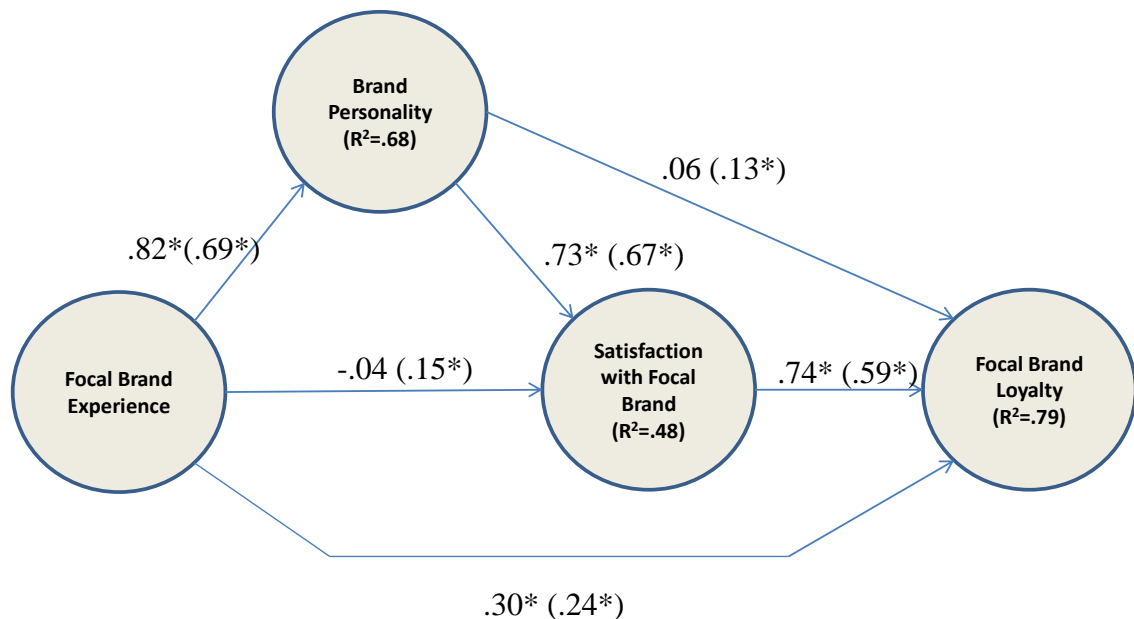 Brand
Personality
(R²=.68)
.06 (.13*)
.82*(.69*)
.73* (.67*)
Focal Brand
Experience
-.04 (.15*)
Satisfaction
with Focal
Brand
(R²=.48)
.74* (.59*)
Focal Brand
Loyalty
(R²=.79)
.30* (.24*)